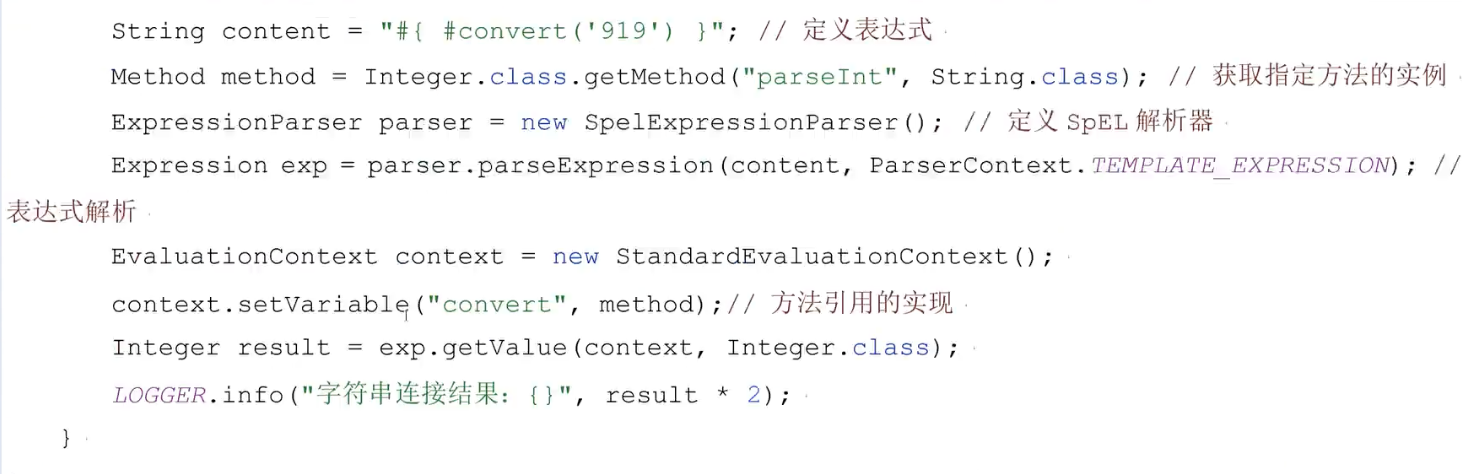 String content = "#{ #convert('919') }"; // 定义表达式
Method method = Integer.class.getMethod("parseInt", String.class); // 获取指定方法的实例
ExpressionParser parser = new SpelExpressionParser(); // 定义 SpEL 解析器
Expression exp = parser.parseExpression(content, ParserContext.TEMPLATE_EXPRESSION); //
表达式解析
EvaluationContext context = new StandardEvaluationContext();
context.setVariable("convert", method);// 方法引用的实现
Integer result = exp.getValue(context, Integer.class);
LOGGER.info("字符串连接结果：{}", result * 2);
}